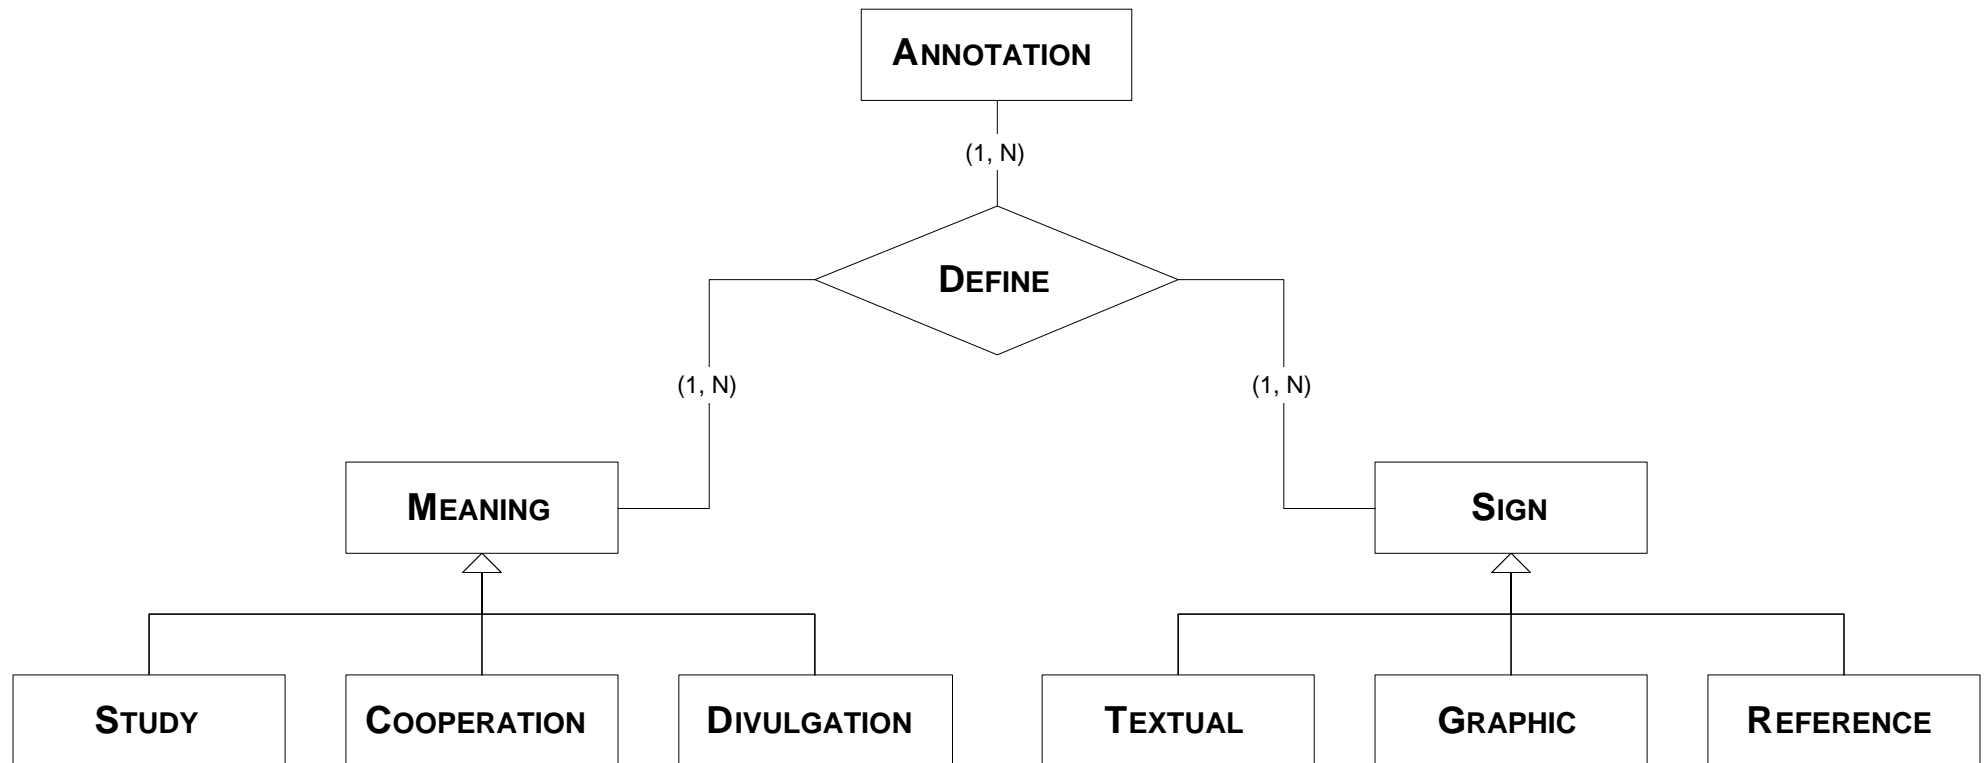 ANNOTATION
(1, N)
DEFINE
(1, N)
(1, N)
MEANING
SIGN
STUDY
COOPERATION
DIVULGATION
TEXTUAL
GRAPHIC
REFERENCE